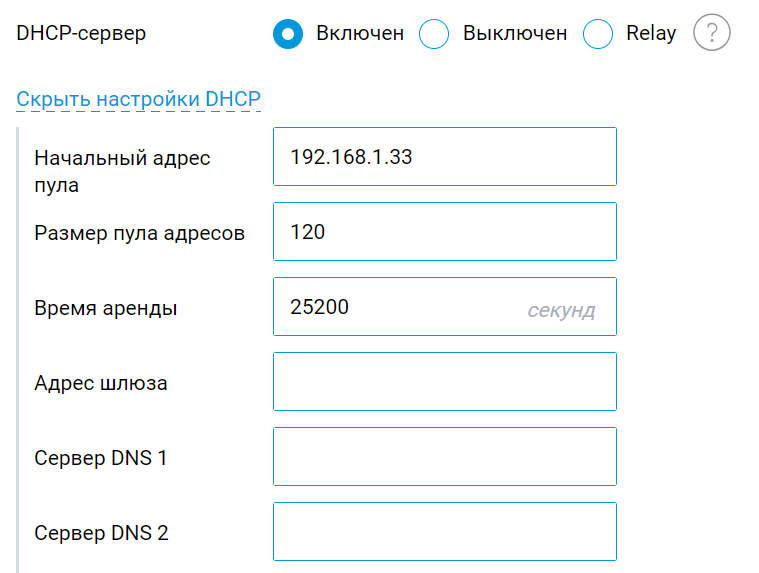 DHCP-сервер Включен Выключен Relay ?
Скрыть настройки DHCP
Начальный адрес
пула
192.168.1.33
Размер пула адресов 120
Время аренды 25200 секунд
Адрес шлюза
Сервер DNS 1
Сервер DNS 2